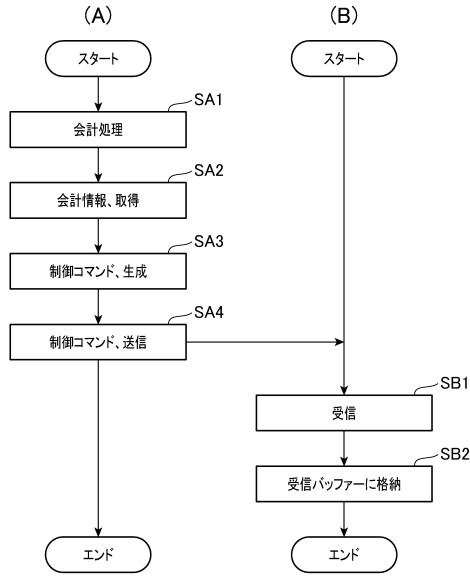 (A)
(B)
スタート
スタート
SA1
会計処理
SA2
会計情報、取得
SA3
制御コマンド、生成
SA4
制御コマンド、送信
SB1
受信
SB2
受信バッファーに格納
エンド
エンド